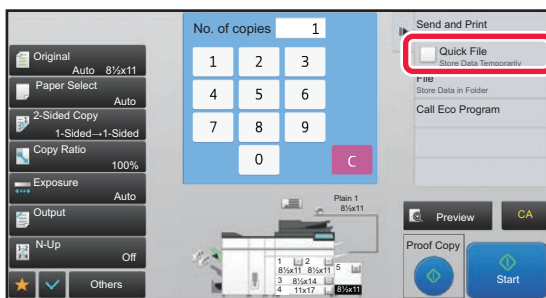 Original
Auto 8½x11
Paper Select
Auto
2-Sided Copy
1-Sided→1-Sided
Copy Ratio
100%
Exposure
Auto
Output
N-Up
Off
Others
No. of copies 1
1 2 3
4 5 6
7 8 9
0 C
Plain 1
8½x11
1 2 5
8½x11 8½x11
3 8½x14
4 11x17 8½x11
Send and Print
Quick File
Store Data Temporarily
File
Store Data in Folder
Call Eco Program
Preview CA
Proof Copy
Start